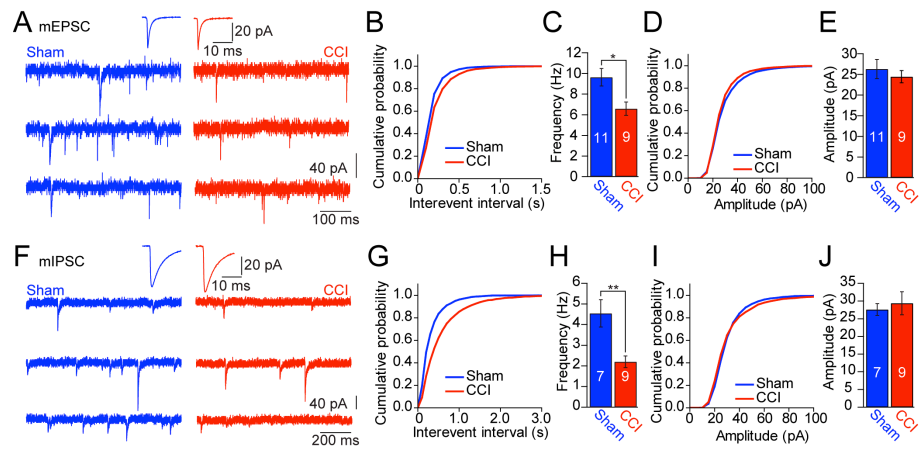 A mEPSC
Sham
CCI
20 pA
10 ms
40 pA
100 ms
B
Cumulative probability
1.0
0.8
0.6
0.4
0.2
0.0
0 0.5 1.0 1.5
Interevent interval (s)
Sham
CCI
C
Frequency (Hz)
12
10
8
6
4
2
0
*
11 9
Sham CCI
D
Cumulative probability
1.0
0.8
0.6
0.4
0.2
0.0
0 20 40 60 80 100
Amplitude (pA)
Sham
CCI
E
Amplitude (pA)
30
25
20
15
10
5
0
11 9
Sham CCI
F mIPSC
Sham
CCI
20 pA
10 ms
40 pA
200 ms
G
Cumulative probability
1.0
0.8
0.6
0.4
0.2
0.0
0 1.0 2.0 3.0
Interevent interval (s)
Sham
CCI
H
Frequency (Hz)
6
5
4
3
2
1
0
**
7 9
Sham CCI
I
Cumulative probability
1.0
0.8
0.6
0.4
0.2
0.0
0 20 40 60 80 100
Amplitude (pA)
Sham
CCI
J
Amplitude (pA)
35
30
25
20
15
10
5
0
7 9
Sham CCI